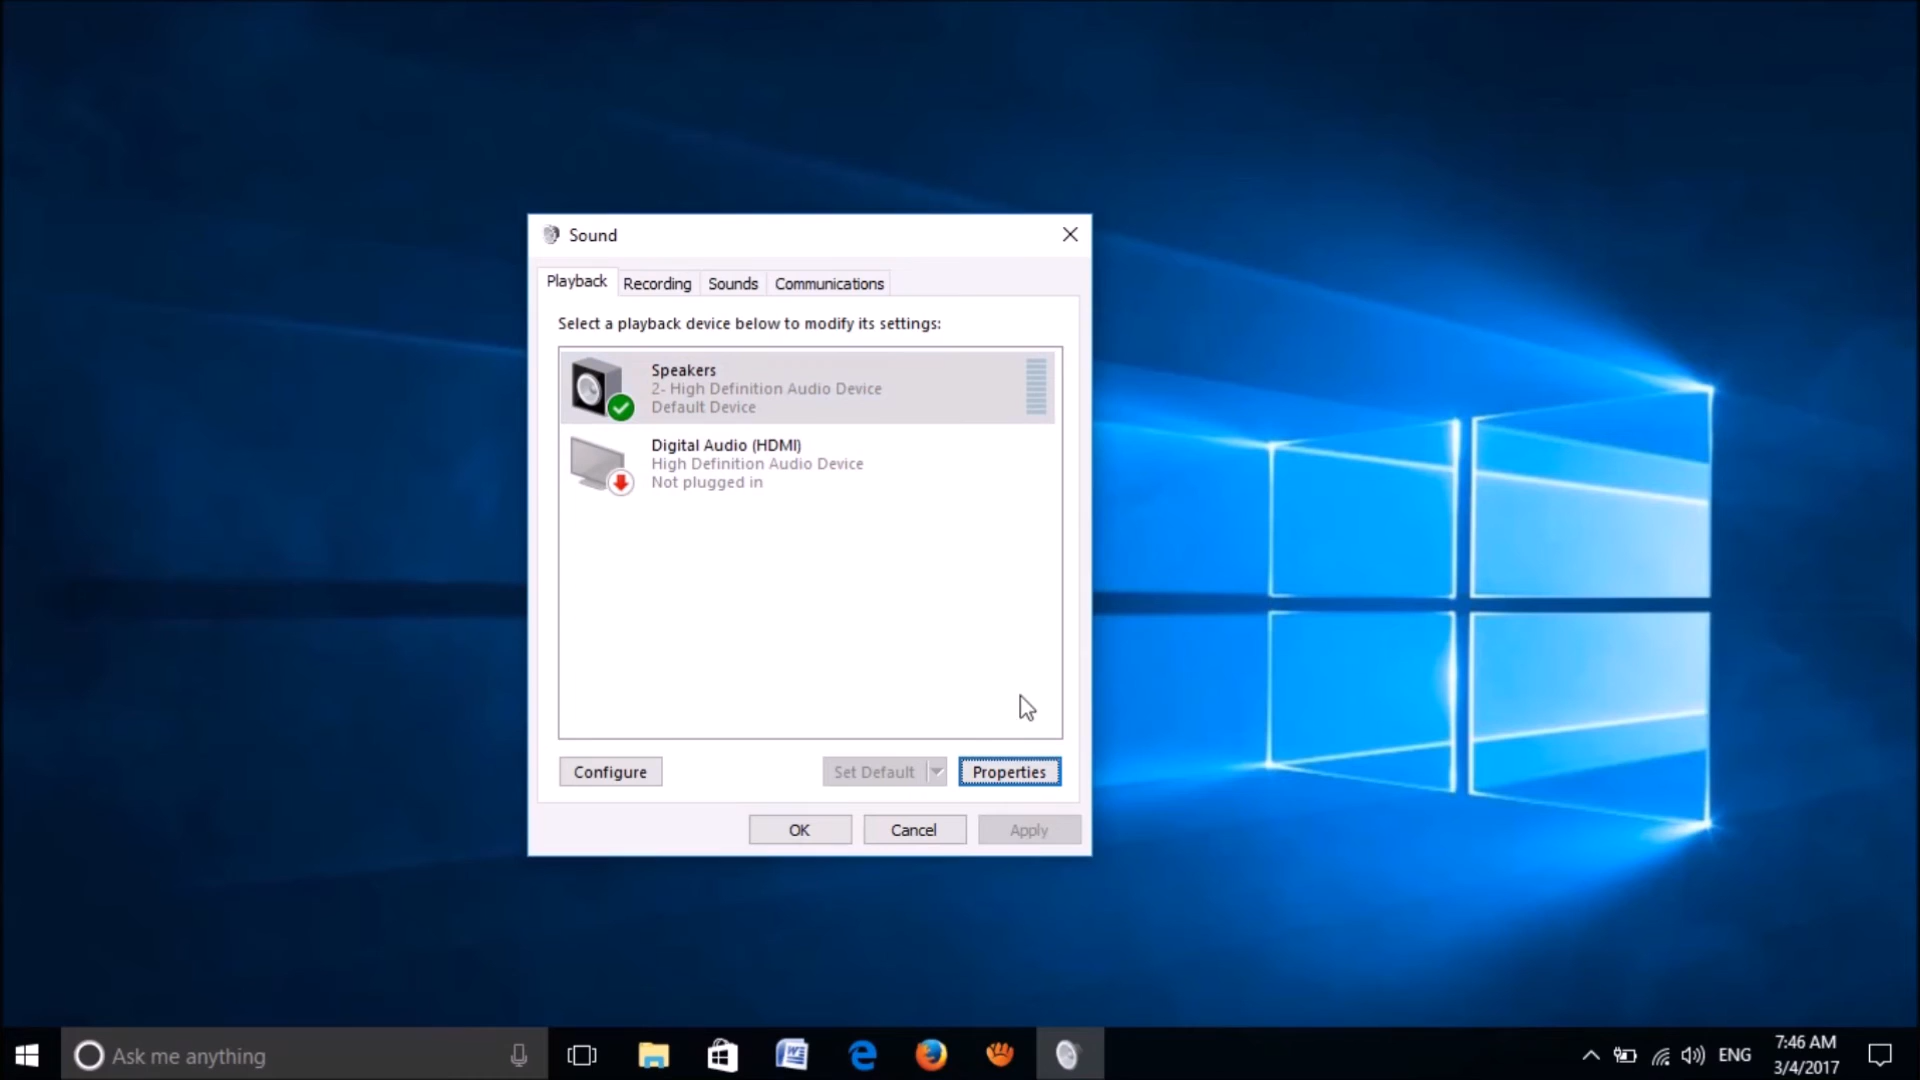 Sound
Playback Recording Sounds Communications
Select a playback device below to modify its settings:
Speakers
2- High Definition Audio Device
Default Device
Digital Audio (HDMI)
High Definition Audio Device
Not plugged in
Configure Set Default Properties
OK Cancel Apply
Ask me anything
ENG
7:46 AM
3/4/2017